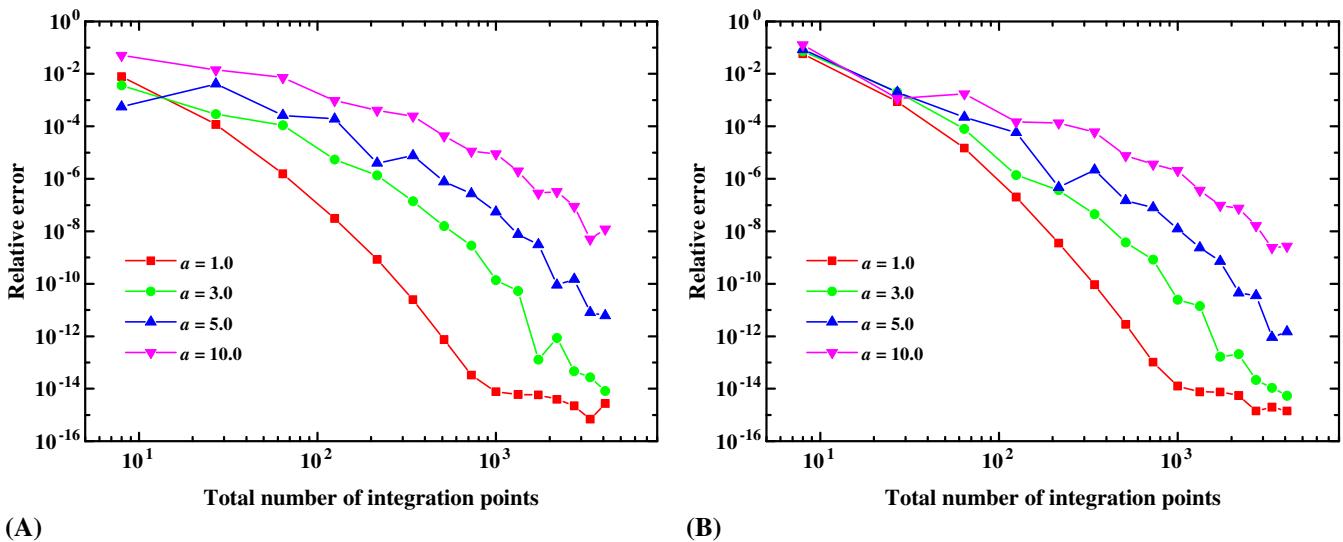 10^0
10^-2
10^-4
10^-6
10^-8
10^-10
10^-12
10^-14
10^-16
Relative error
a = 1.0
a = 3.0
a = 5.0
a = 10.0
10^1
10^2
10^3
Total number of integration points
(A)
10^0
10^-2
10^-4
10^-6
10^-8
10^-10
10^-12
10^-14
10^-16
Relative error
a = 1.0
a = 3.0
a = 5.0
a = 10.0
10^1
10^2
10^3
Total number of integration points
(B)